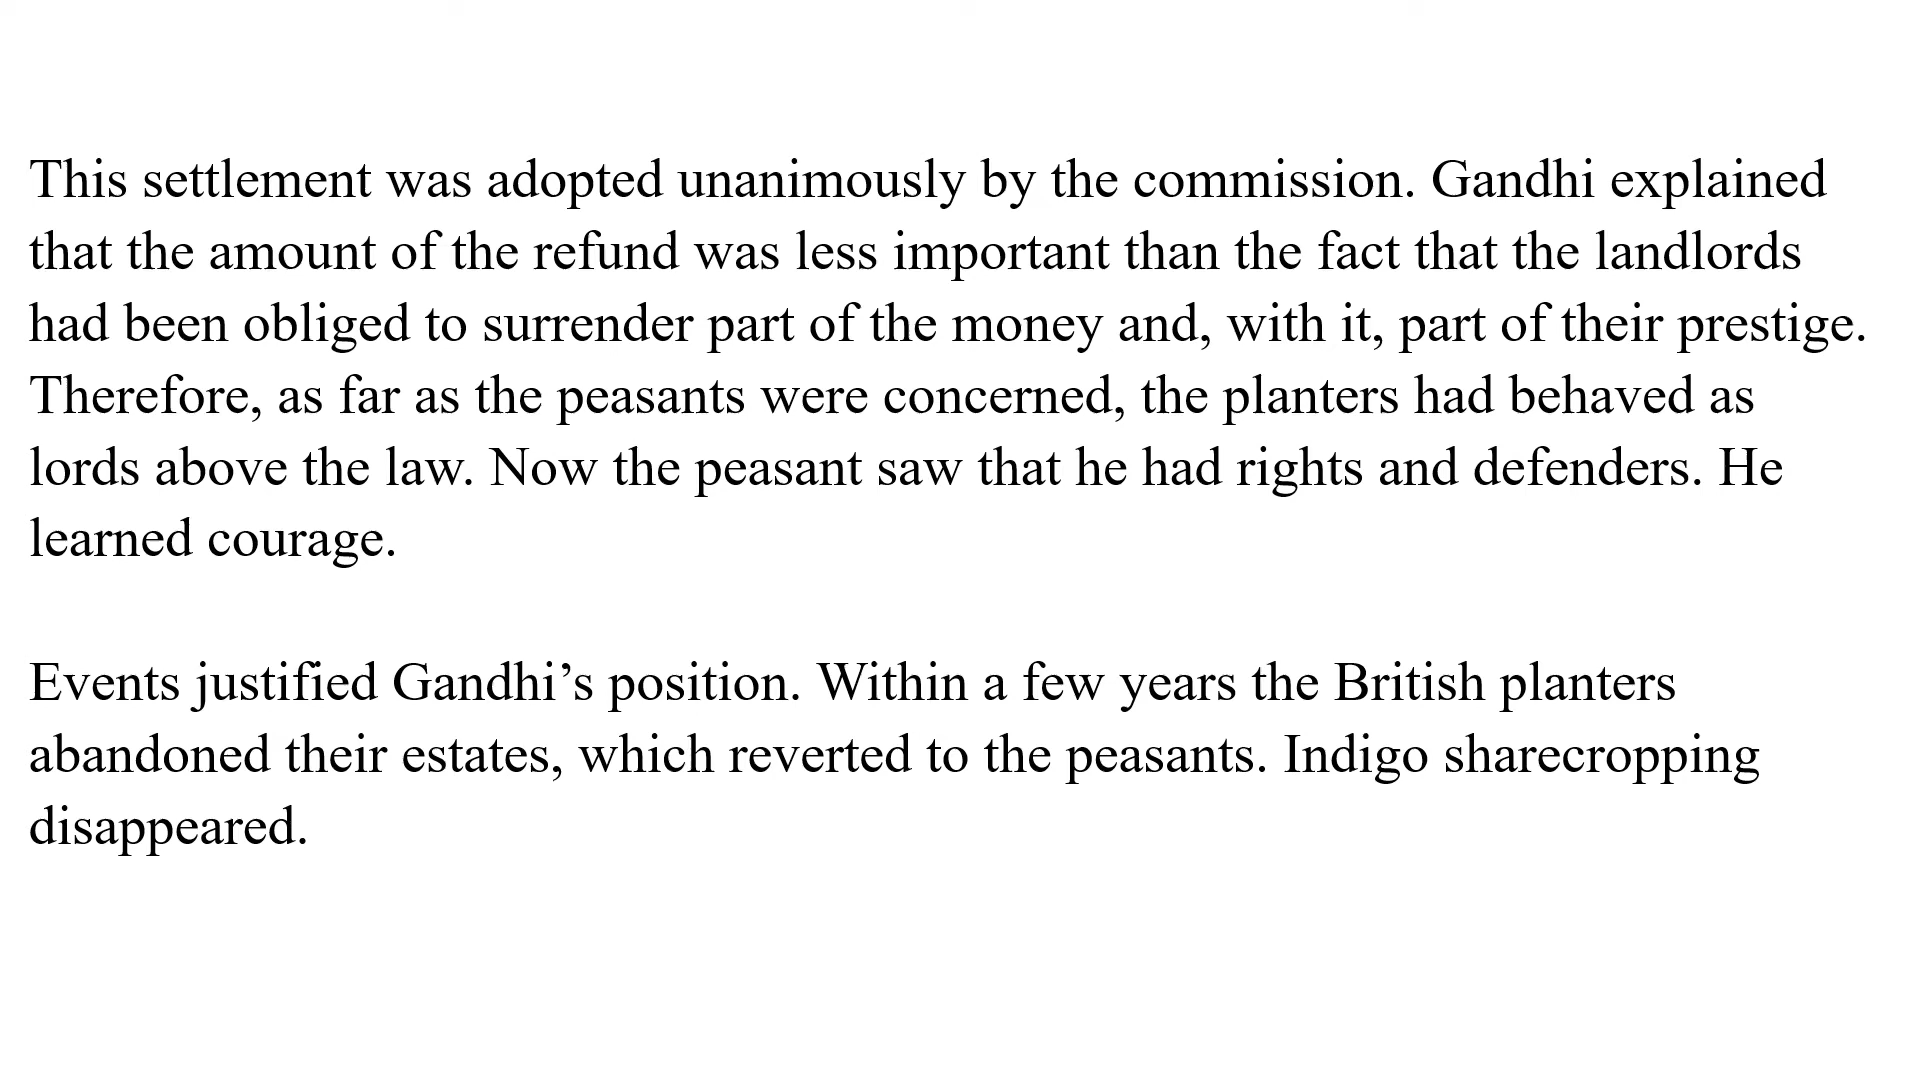 This settlement was adopted unanimously by the commission. Gandhi explained
that the amount of the refund was less important than the fact that the landlords
had been obliged to surrender part of the money and, with it, part of their prestige.
Therefore, as far as the peasants were concerned, the planters had behaved as
lords above the law. Now the peasant saw that he had rights and defenders. He
learned courage.
Events justified Gandhi’s position. Within a few years the British planters
abandoned their estates, which reverted to the peasants. Indigo sharecropping
disappeared.